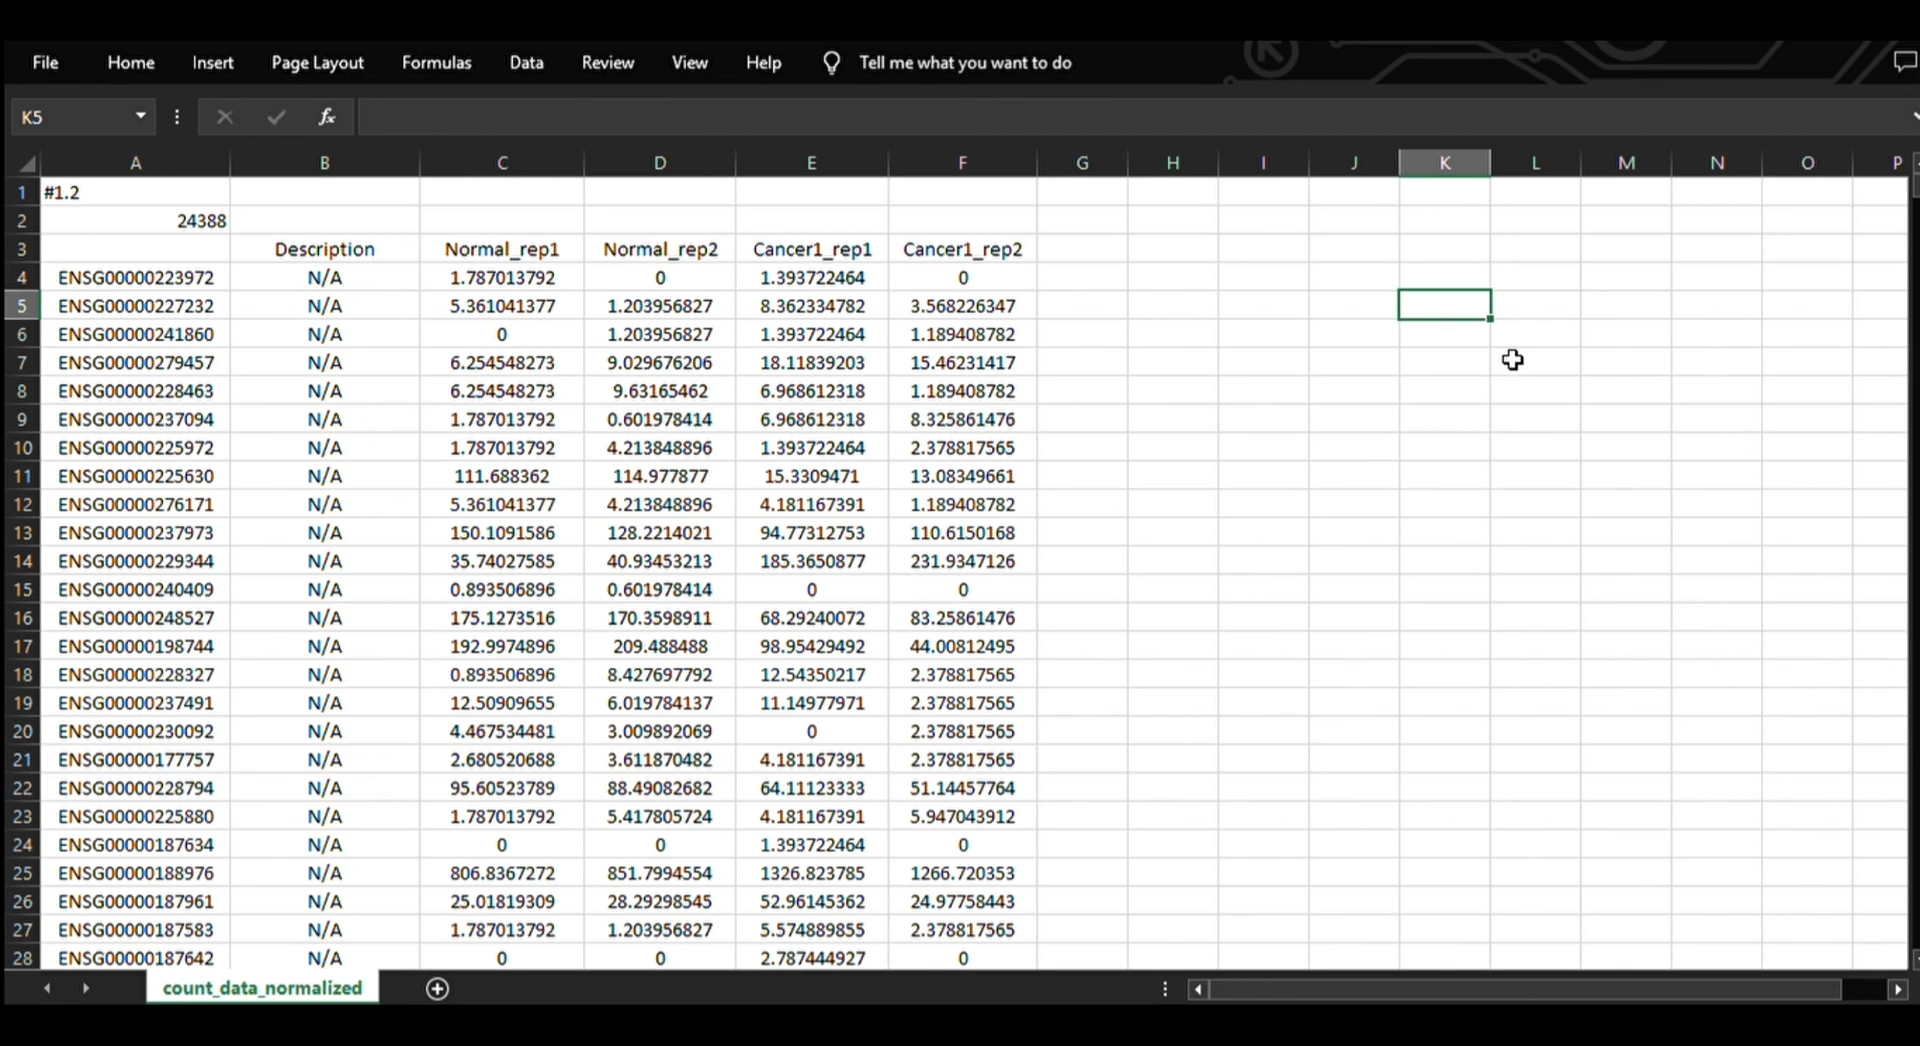 File Home Insert Page Layout Formulas Data Review View Help Tell me what you want to do
K5 fx
A B C D E F G H I J K L M N O P
1 #1.2
2 24388
3 Description Normal_rep1 Normal_rep2 Cancer1_rep1 Cancer1_rep2
4 ENSG00000223972 N/A 1.787013792 0 1.393722464 0
5 ENSG00000227232 N/A 5.361041377 1.203956827 8.362334782 3.568226347
6 ENSG00000241860 N/A 0 1.203956827 1.393722464 1.189408782
7 ENSG00000279457 N/A 6.254548273 9.029676206 18.11839203 15.46231417
8 ENSG00000228463 N/A 6.254548273 9.63165462 6.968612318 1.189408782
9 ENSG00000237094 N/A 1.787013792 0.601978414 6.968612318 8.325861476
10 ENSG00000225972 N/A 1.787013792 4.213848896 1.393722464 2.378817565
11 ENSG00000225630 N/A 111.688362 114.977877 15.3309471 13.08349661
12 ENSG00000276171 N/A 5.361041377 4.213848896 4.181167391 1.189408782
13 ENSG00000237973 N/A 150.1091586 128.2214021 94.77312753 110.6150168
14 ENSG00000229344 N/A 35.74027585 40.93453213 185.3650877 231.9347126
15 ENSG00000240409 N/A 0.893506896 0.601978414 0 0
16 ENSG00000248527 N/A 175.1273516 170.3598911 68.29240072 83.25861476
17 ENSG00000198744 N/A 192.9974896 209.488488 98.95429492 44.00812495
18 ENSG00000228327 N/A 0.893506896 8.427697792 12.54350217 2.378817565
19 ENSG00000237491 N/A 12.50909655 6.019784137 11.14977971 2.378817565
20 ENSG00000230092 N/A 4.467534481 3.009892069 0 2.378817565
21 ENSG00000177757 N/A 2.680520688 3.611870482 4.181167391 2.378817565
22 ENSG00000228794 N/A 95.60523789 88.49082682 64.11123333 51.14457764
23 ENSG00000225880 N/A 1.787013792 5.417805724 4.181167391 5.947043912
24 ENSG00000187634 N/A 0 0 1.393722464 0
25 ENSG00000188976 N/A 806.8367272 851.7994554 1326.823785 1266.720353
26 ENSG00000187961 N/A 25.01819309 28.29298545 52.96145362 24.97758443
27 ENSG00000187583 N/A 1.787013792 1.203956827 5.574889855 2.378817565
28 ENSG00000187642 N/A 0 0 2.787444927 0
count_data_normalized